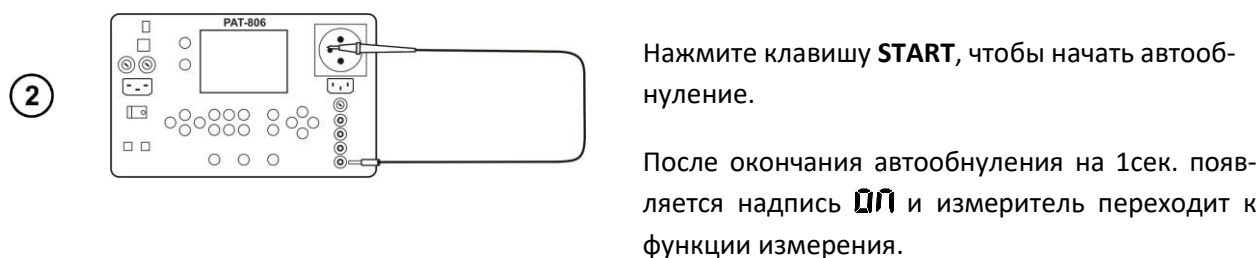 PAT-806
2
Нажмите клавишу START, чтобы начать автооб-
нуление.
После окончания автообнуления на 1сек. появ-
ляется надпись ON и измеритель переходит к
функции измерения.